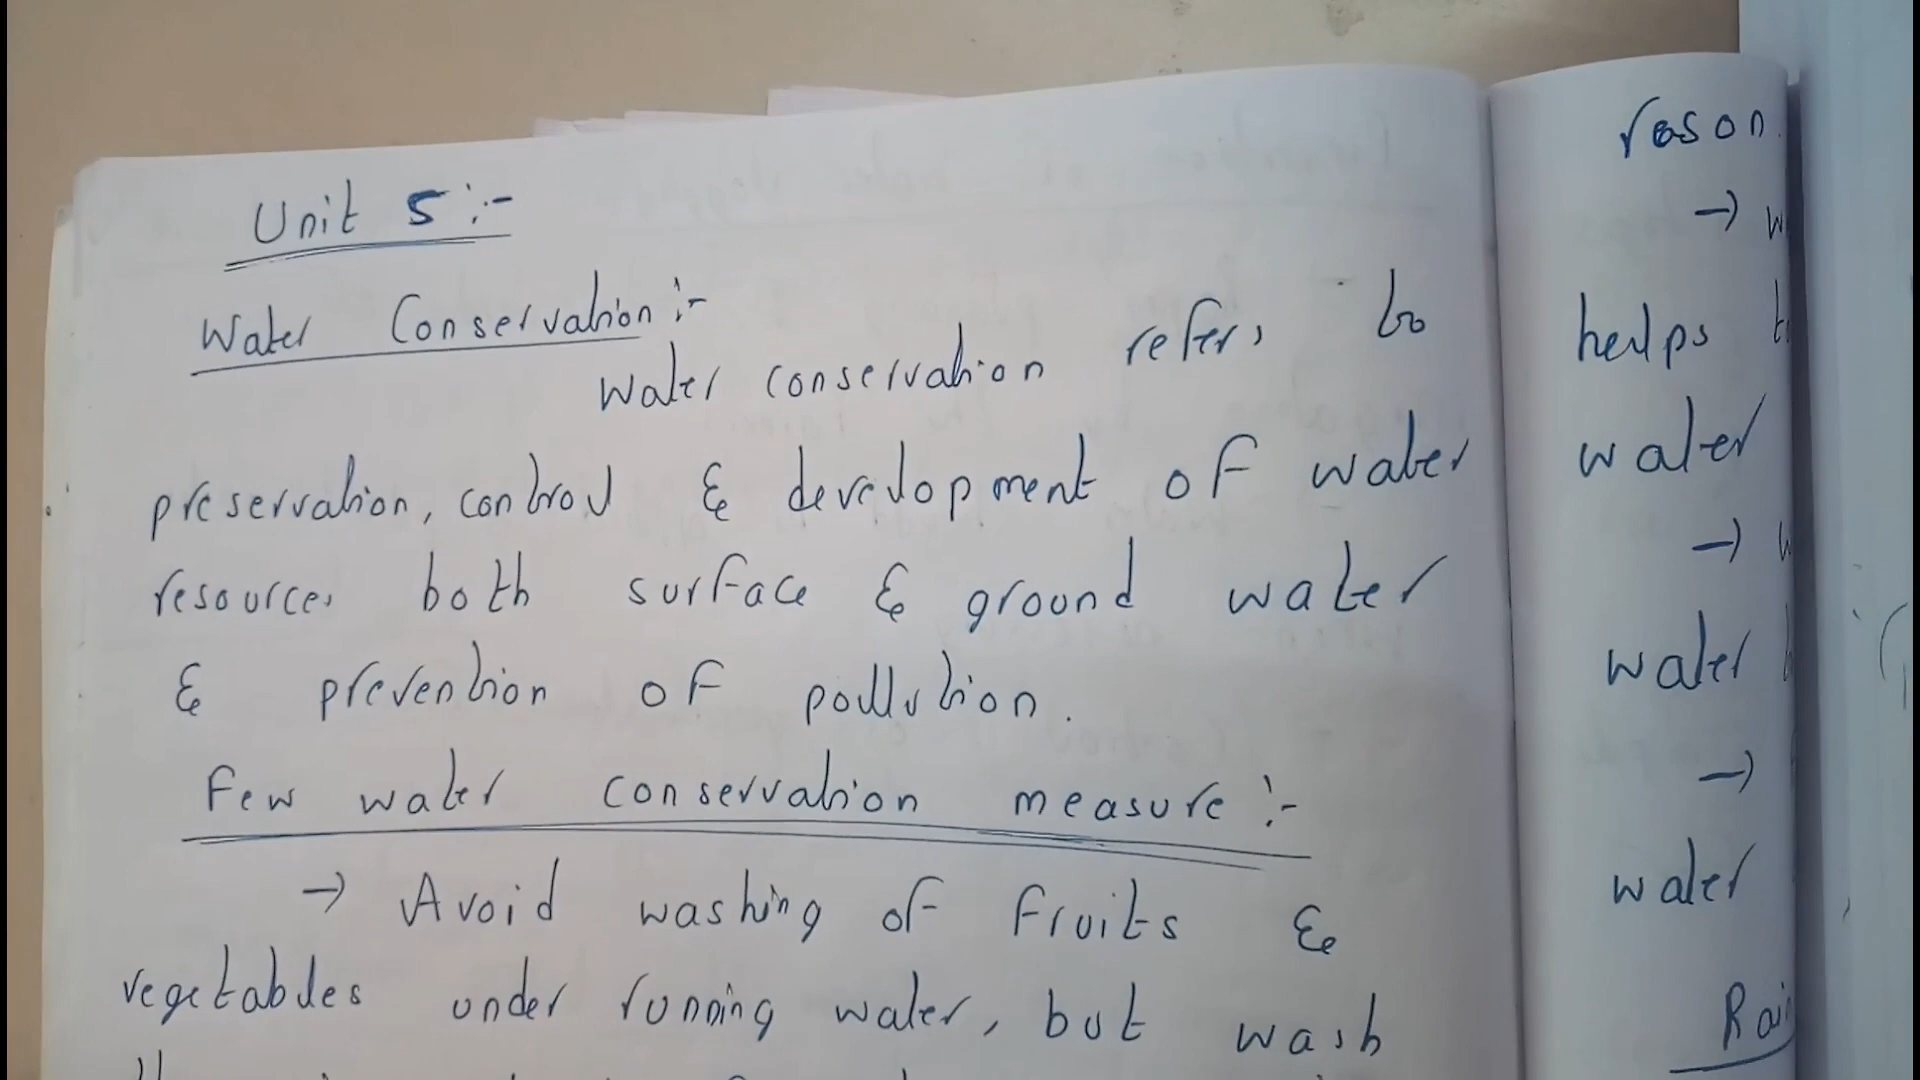 Unit 5:-
Water Conservation:-
Water conservation refers to
preservation, control & development of water
resources both surface & ground water
& prevention of pollution.
Few water conservation measure:-
→ Avoid washing of fruits &
vegetables under running water, but wash
reason.
→ w
helps t
water
→ w
water
→
water
Rai